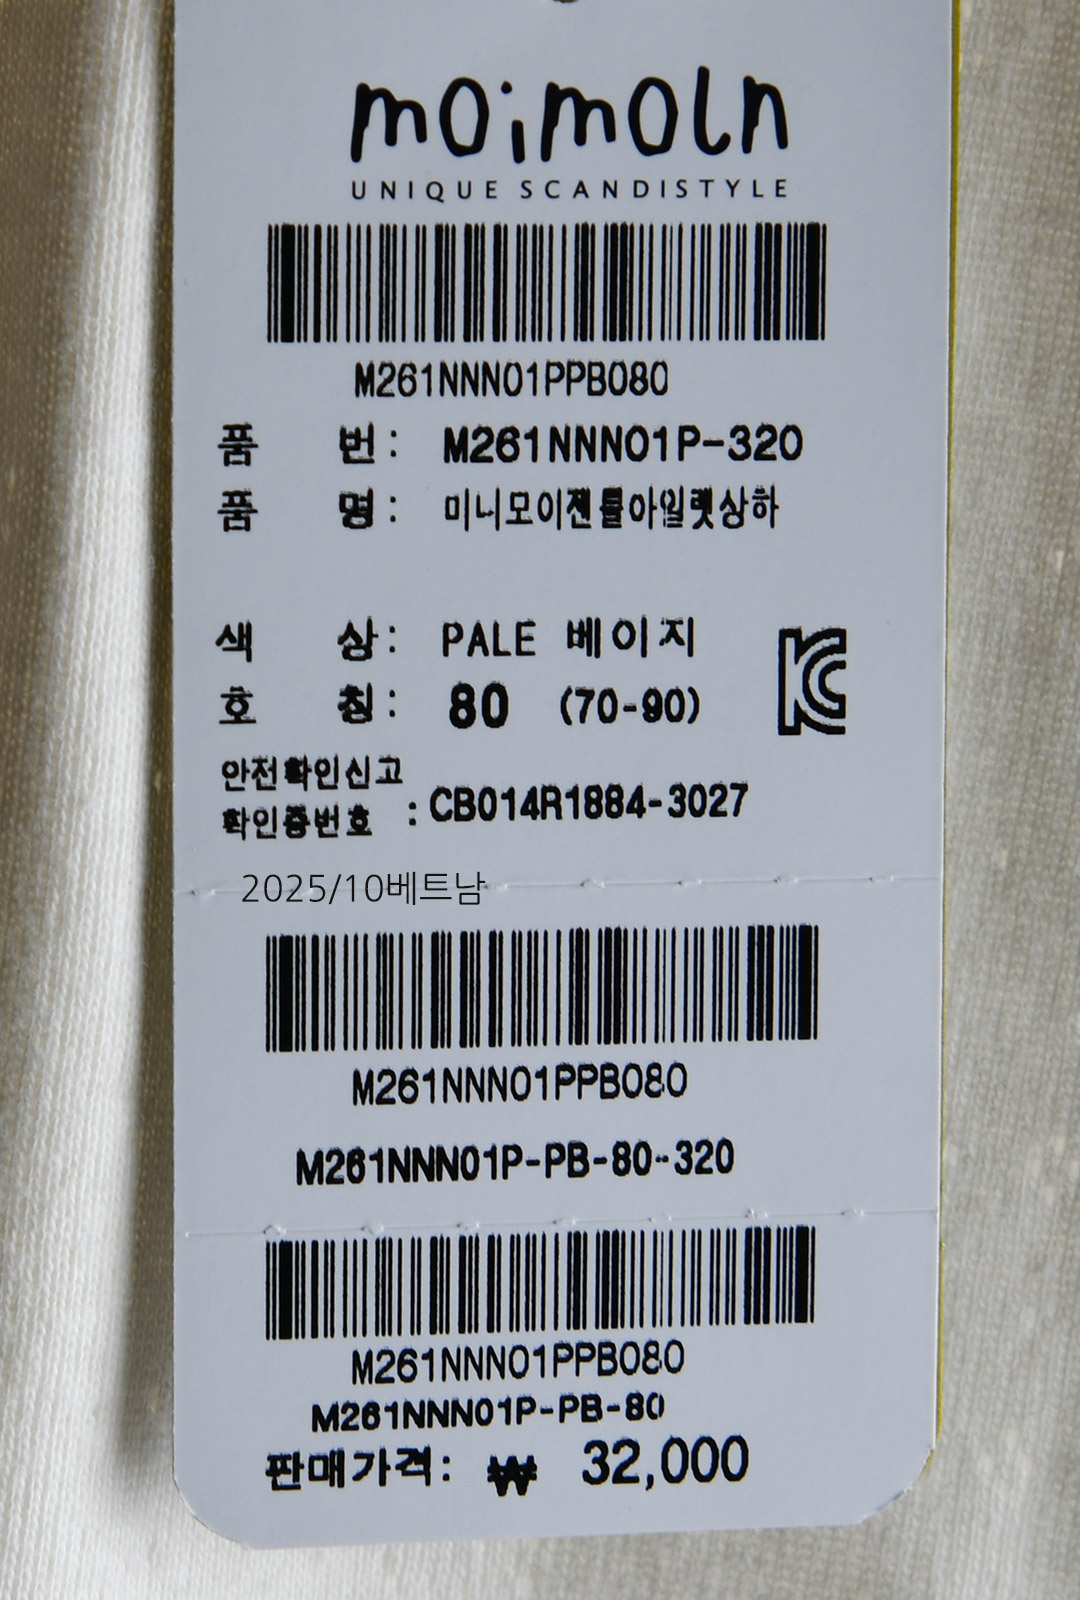 moimoln
UNIQUE SCANDISTYLE
M261NNN01PPB080
품 번 : M261NNN01P-320
품 명 : 미니모이젠틀아일렛상하
색 상 : PALE 베이지
호 칭 : 80 (70-90)
안전확인신고
확인증번호 : CB014R1884-3027
2025/10베트남
M261NNN01PPB080
M261NNN01P-PB-80-320
M261NNN01PPB080
M261NNN01P-PB-80
판매가격: ₩ 32,000